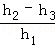 h₂ − h₃
h₁